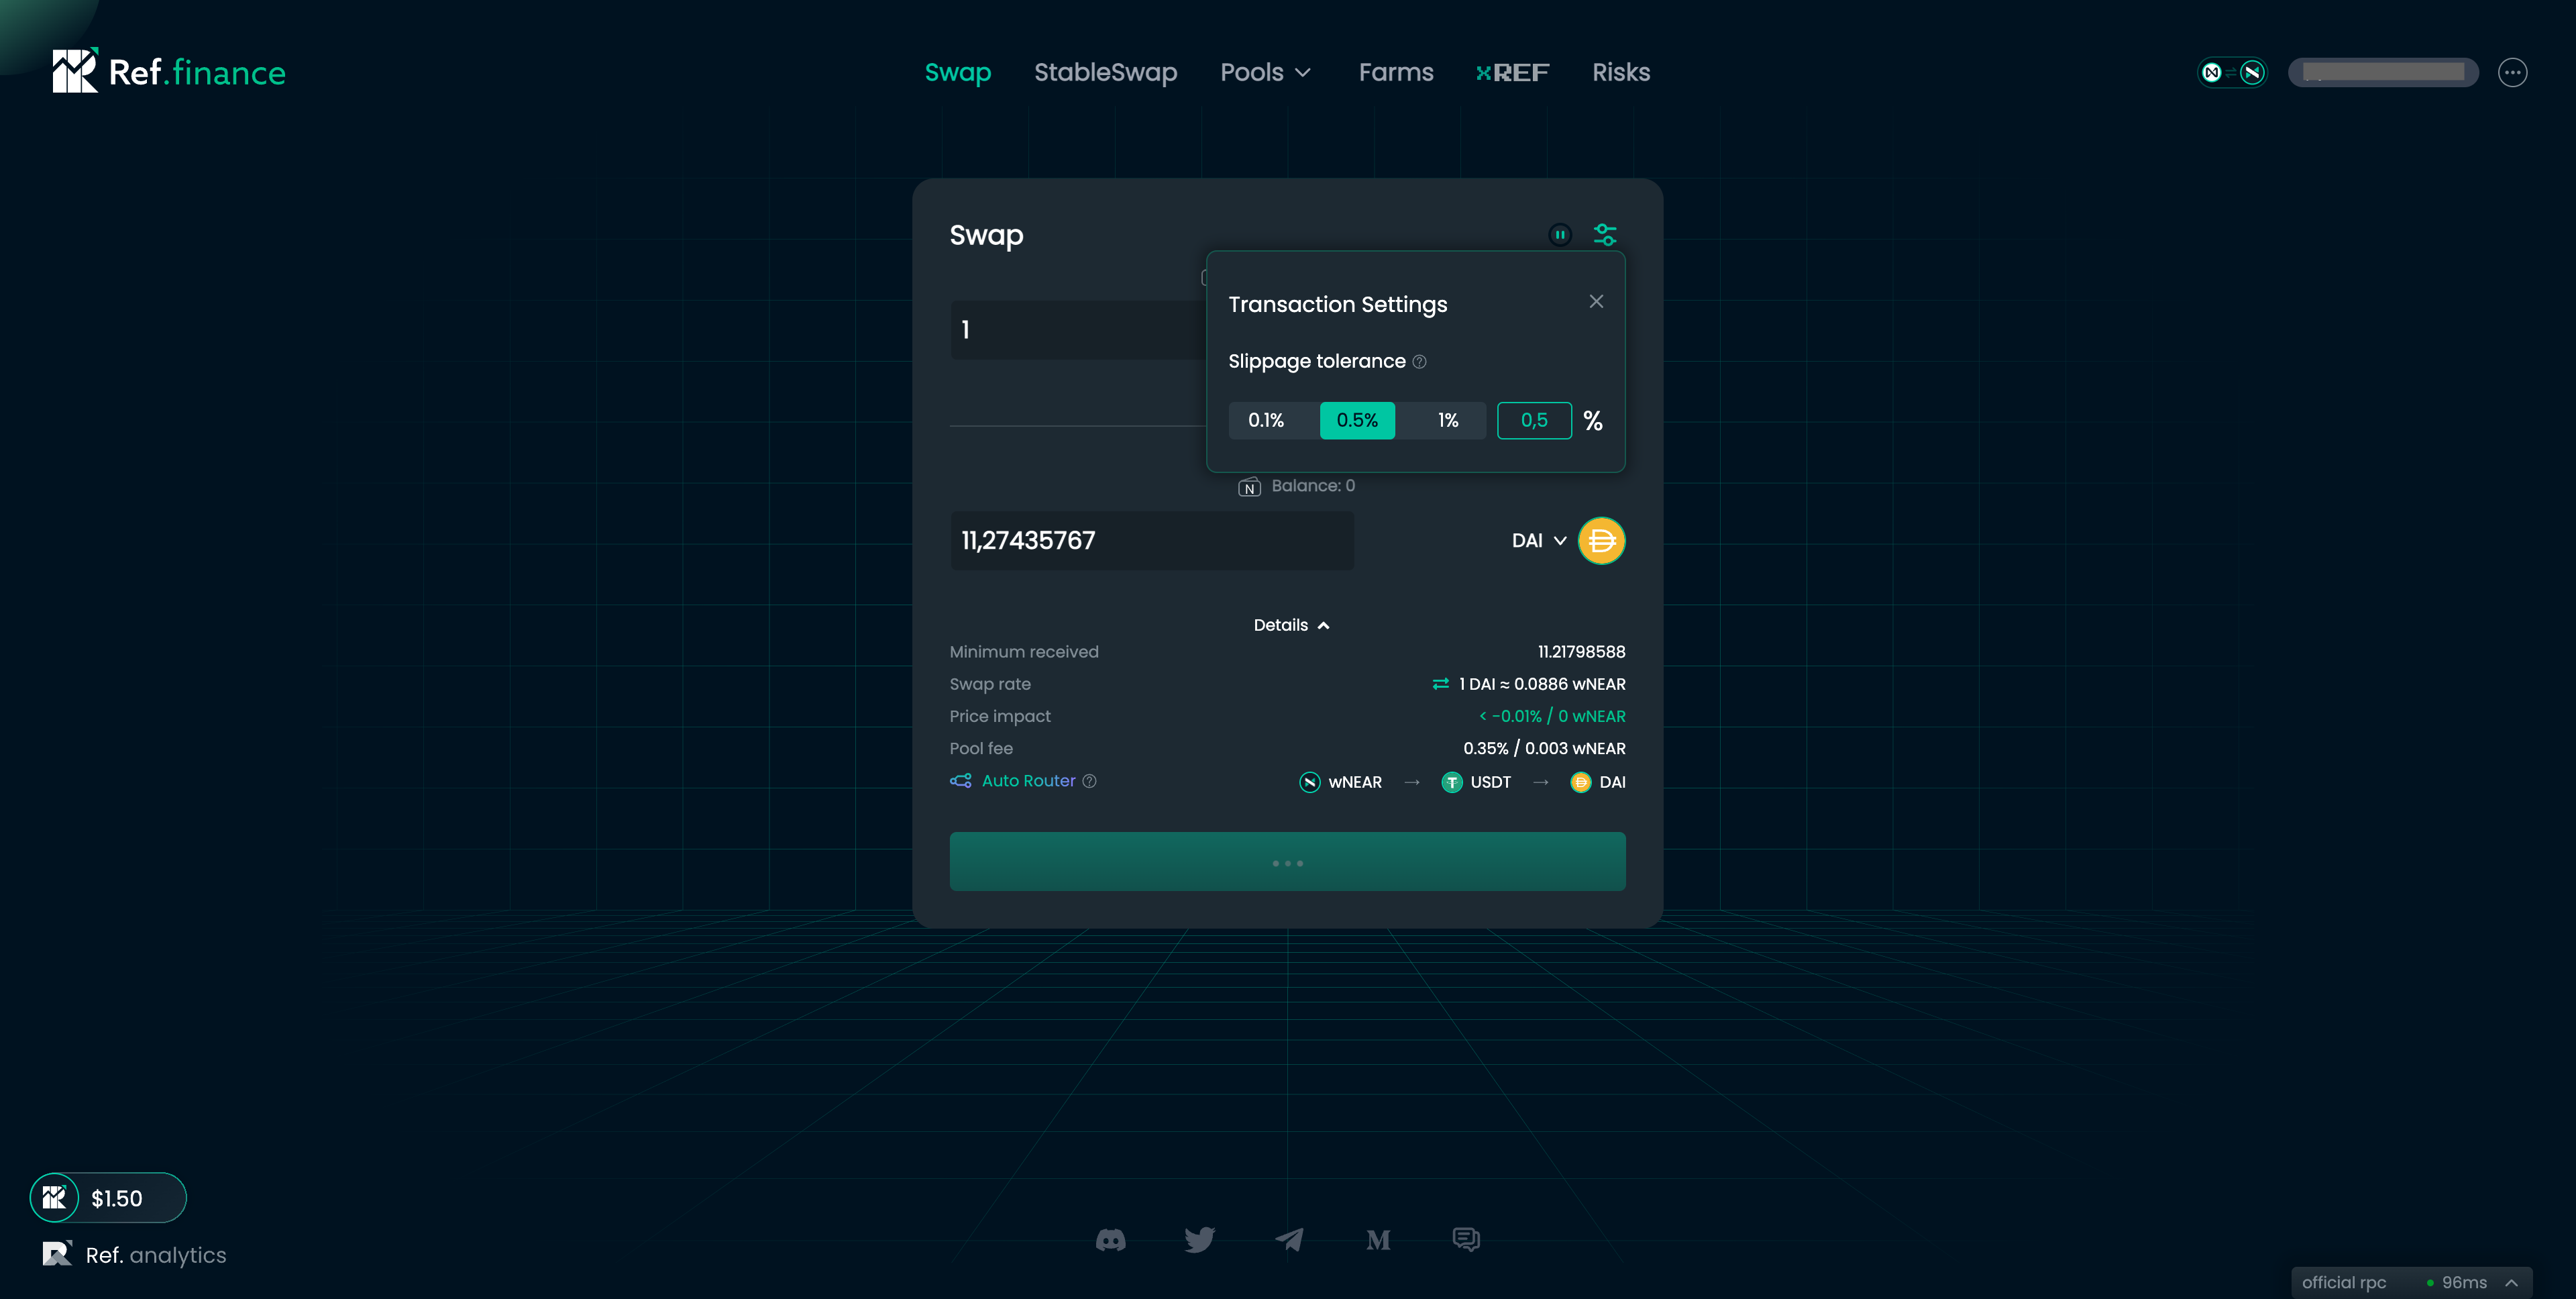 Ref.finance
Swap
StableSwap
Pools
Farms
xREF
Risks
Swap
Transaction Settings
1
Slippage tolerance
0.1%
0.5%
1%
0,5
%
N
Balance: 0
11,27435767
DAI
Details
Minimum received
11.21798588
Swap rate
1 DAI ≈ 0.0886 wNEAR
Price impact
< -0.01% / 0 wNEAR
Pool fee
0.35% / 0.003 wNEAR
Auto Router
wNEAR → USDT → DAI
$1.50
Ref. analytics
official rpc
96ms